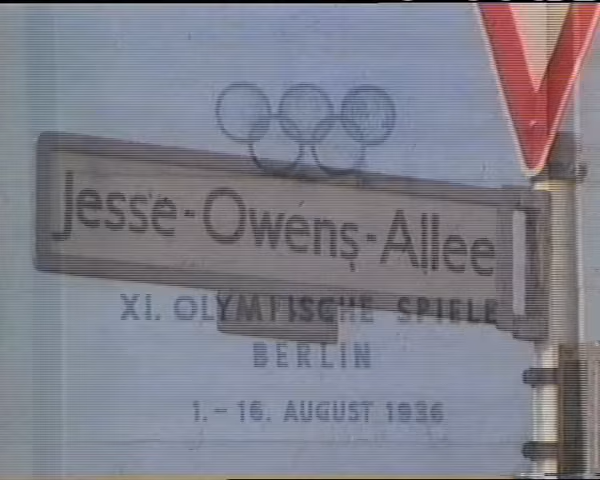 Jesse-Owens-Allee
XI. OLYMPISCHE SPIELE
BERLIN
1.-16. AUGUST 1936